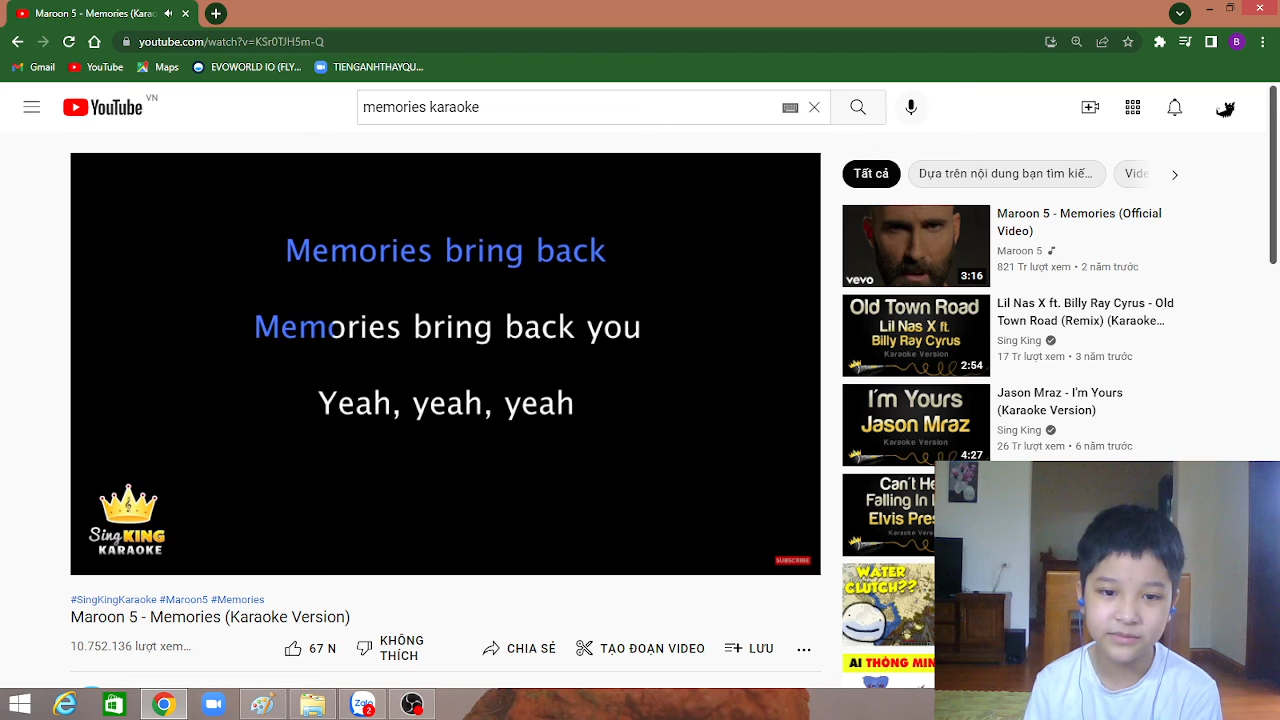 Maroon 5 - Memories (Karao
youtube.com/watch?v=KSr0TJH5m-Q
B
Gmail
YouTube
Maps
EVOWORLD IO (FLY...
TIENGANHTHAYQU...
YouTube VN
memories karaoke
Memories bring back
Memories bring back you
Yeah, yeah, yeah
Sing KING
KARAOKE
SUBSCRIBE
#SingKingKaraoke #Maroon5 #Memories
Maroon 5 - Memories (Karaoke Version)
10.752.136 lượt xem...
67 N
KHÔNG
THÍCH
CHIA SẺ
TẠO ĐOẠN VIDEO
LƯU
Tất cả
Dựa trên nội dung bạn tìm kiế...
Vide
vevo
3:16
Maroon 5 - Memories (Official
Video)
Maroon 5
821 Tr lượt xem • 2 năm trước
Old Town Road
Lil Nas X ft.
Billy Ray Cyrus
Karaoke Version
2:54
Lil Nas X ft. Billy Ray Cyrus - Old
Town Road (Remix) (Karaoke...
Sing King
17 Tr lượt xem • 3 năm trước
I'm Yours
Jason Mraz
Karaoke Version
4:27
Jason Mraz - I'm Yours
(Karaoke Version)
Sing King
26 Tr lượt xem • 6 năm trước
Can't He
Falling In
Elvis Pres
WATER
CLUTCH??
AI THÔNG MIN
Zalo
2